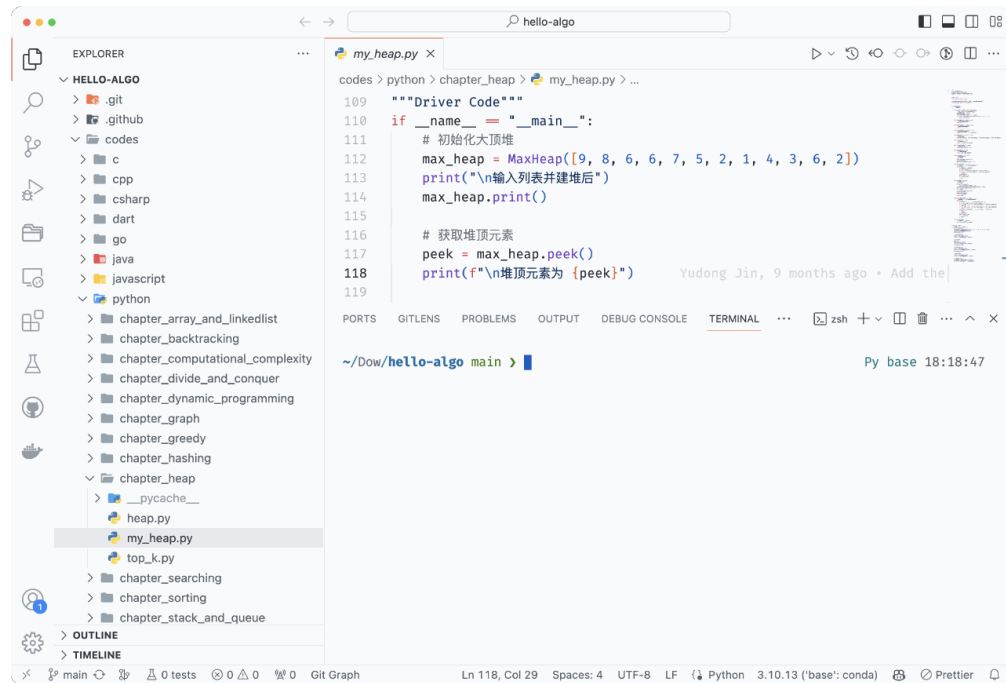 hello-algo
EXPLORER
my_heap.py
HELLO-ALGO
codes > python > chapter_heap > my_heap.py > ...
.git
.github
codes
c
cpp
csharp
dart
go
java
javascript
python
chapter_array_and_linkedlist
chapter_backtracking
chapter_computational_complexity
chapter_divide_and_conquer
chapter_dynamic_programming
chapter_graph
chapter_greedy
chapter_hashing
chapter_heap
__pycache__
heap.py
my_heap.py
top_k.py
chapter_searching
chapter_sorting
chapter_stack_and_queue
OUTLINE
TIMELINE
1
109 """Driver Code"""
110 if __name__ == "__main__":
111 # 初始化大顶堆
112 max_heap = MaxHeap([9, 8, 6, 6, 7, 5, 2, 1, 4, 3, 6, 2])
113 print("\n输入列表并建堆后")
114 max_heap.print()
115
116 # 获取堆顶元素
117 peek = max_heap.peek()
118 print(f"\n堆顶元素为 {peek}") Yudong Jin, 9 months ago • Add the
119
PORTS GITLENS PROBLEMS OUTPUT DEBUG CONSOLE TERMINAL ... zsh
~/Dow/hello-algo main ❯ Py base 18:18:47
main 0 tests 0 0 0 Git Graph Ln 118, Col 29 Spaces: 4 UTF-8 LF Python 3.10.13 ('base': conda) Prettier